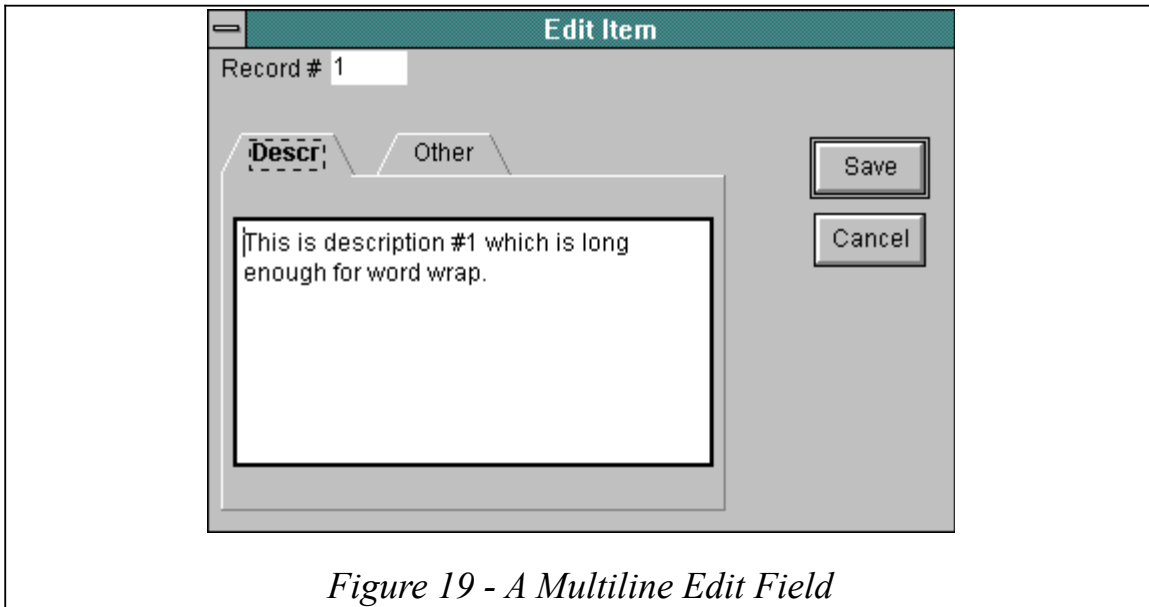 Edit Item
Record # 1
Descr Other
Save
This is description #1 which is long
enough for word wrap.
Cancel
Figure 19 - A Multiline Edit Field